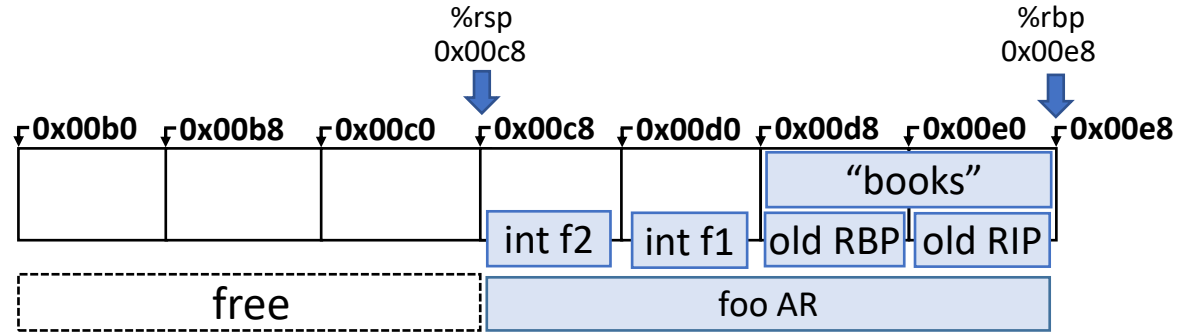 %rsp
0x00c8
%rbp
0x00e8
0x00b0 0x00b8 0x00c0 0x00c8 0x00d0 0x00d8 0x00e0 0x00e8
“books”
int f2 int f1 old RBP old RIP
free foo AR